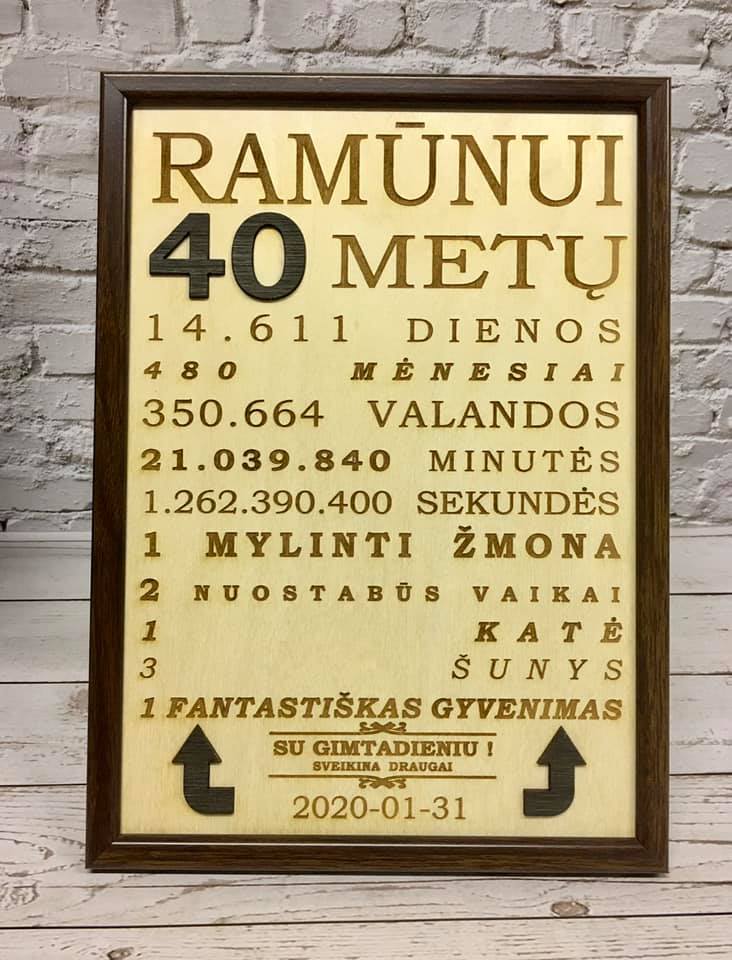 RAMŪNUI
40 METŲ
14.611 DIENOS
480 MĖNESIAI
350.664 VALANDOS
21.039.840 MINUTĖS
1.262.390.400 SEKUNDĖS
1 MYLINTI ŽMONA
2 NUOSTABŪS VAIKAI
1 KATĖ
3 ŠUNYS
1 FANTASTIŠKAS GYVENIMAS
SU GIMTADIENIU !
SVEIKINA DRAUGAI
2020-01-31